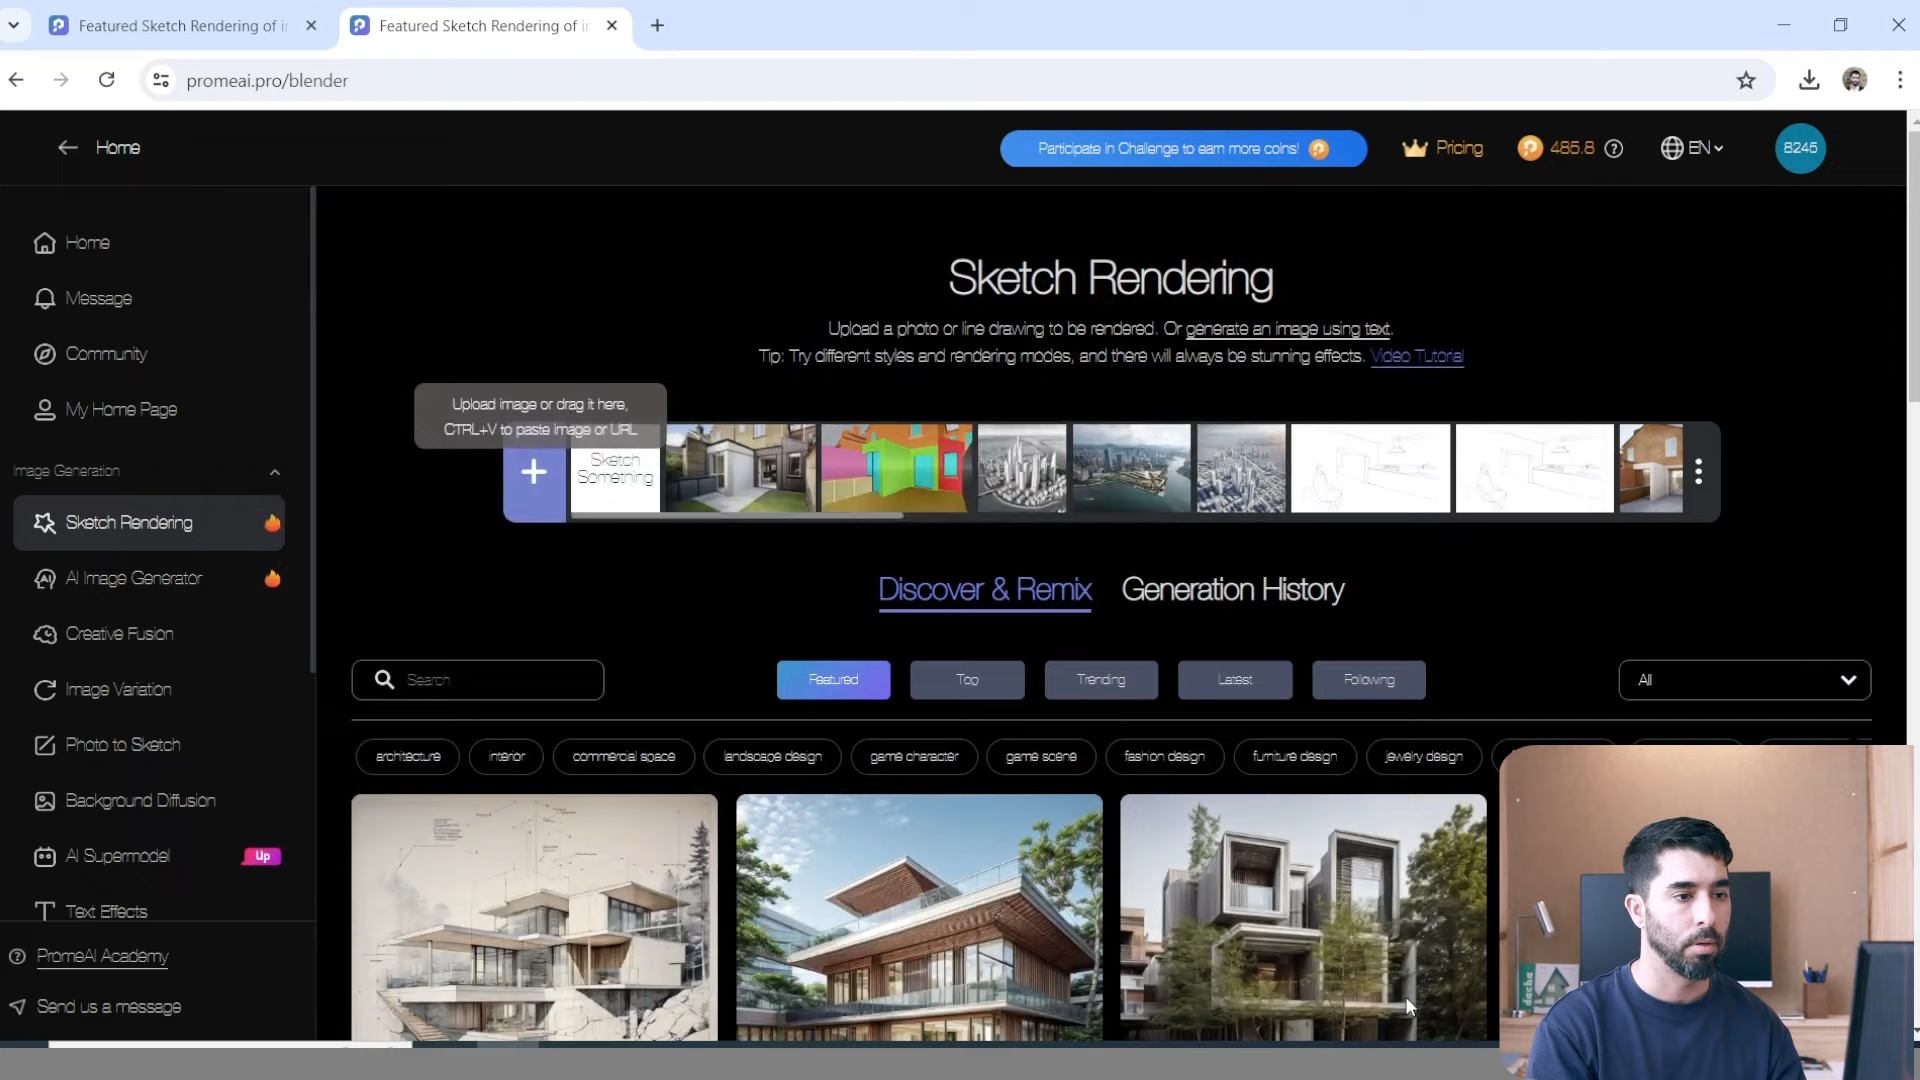 Featured Sketch Rendering of i
Featured Sketch Rendering of i
promeai.pro/blender
Home
Participate in Challenge to earn more coins!
Pricing
485.8
EN
8245
Home
Message
Community
My Home Page
Image Generation
Sketch Rendering
AI Image Generator
Creative Fusion
Image Variation
Photo to Sketch
Background Diffusion
AI Supermodel
Up
Text Effects
PromeAI Academy
Send us a message
Sketch Rendering
Upload a photo or line drawing to be rendered. Or generate an image using text.
Tip: Try different styles and rendering modes, and there will always be stunning effects. Video Tutorial
Upload image or drag it here,
CTRL+V to paste image or URL
Sketch
Something
Discover & Remix
Generation History
Search
Featured
Top
Trending
Latest
Following
All
architecture
interior
commercial space
landscape design
game character
game scene
fashion design
furniture design
jewelry design